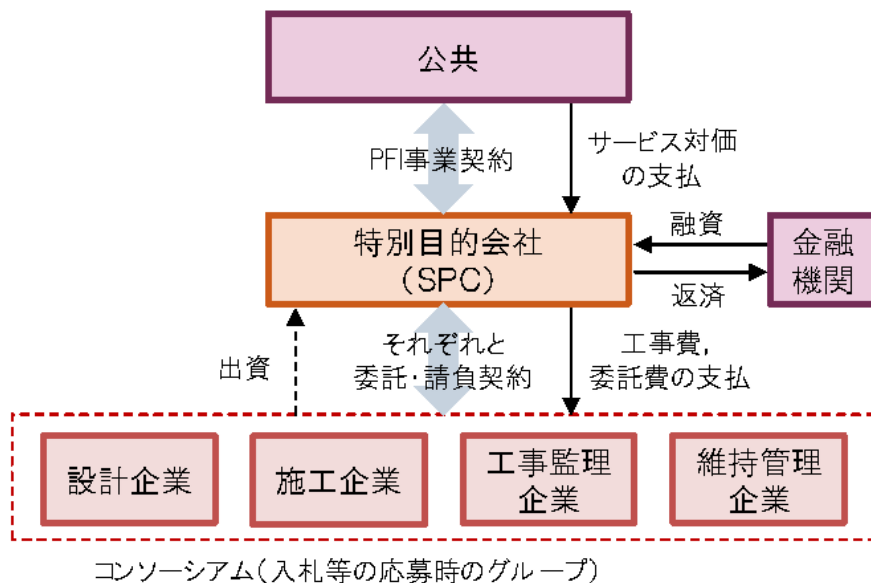 公共
PFI事業契約
サービス対価
の支払
特別目的会社
(SPC)
融資
返済
金融
機関
出資
それぞれと
委託・請負契約
工事費,
委託費の支払
設計企業
施工企業
工事監理
企業
維持管理
企業
コンソーシアム(入札等の応募時のグループ)